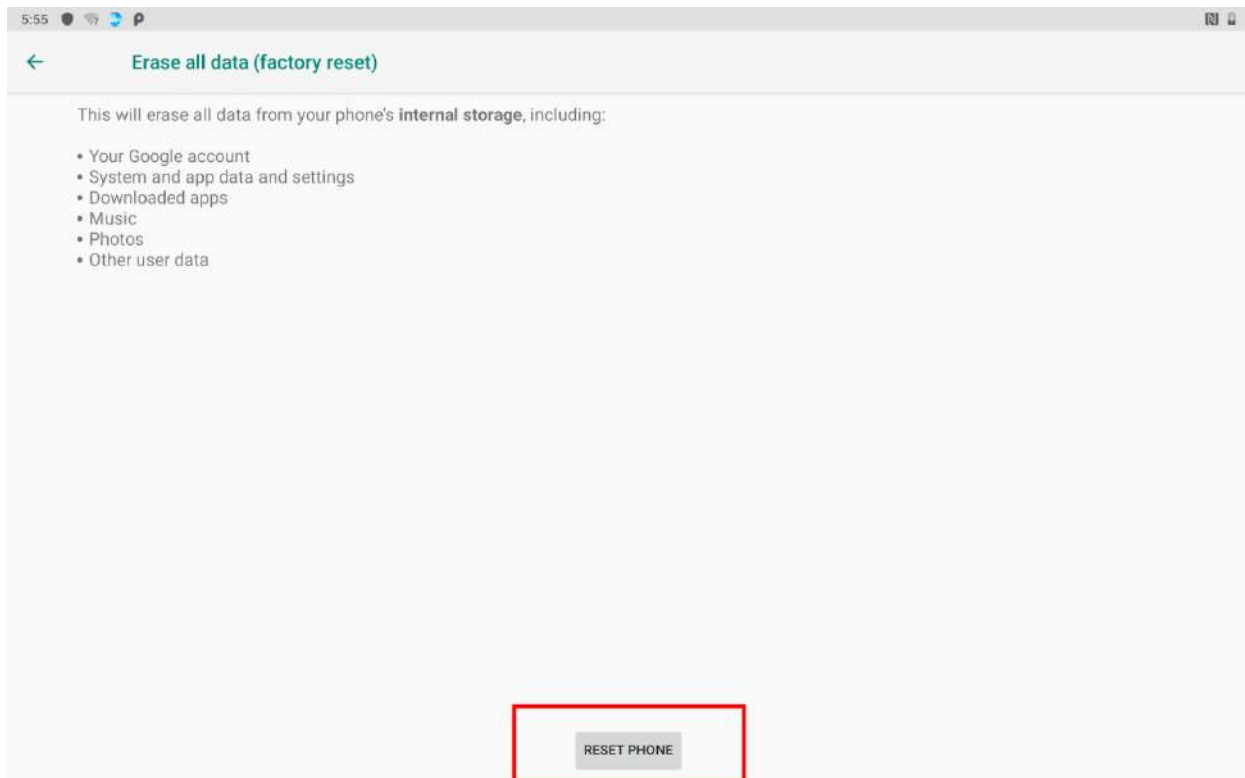 5:55
Erase all data (factory reset)
This will erase all data from your phone's internal storage, including:
• Your Google account
• System and app data and settings
• Downloaded apps
• Music
• Photos
• Other user data
RESET PHONE